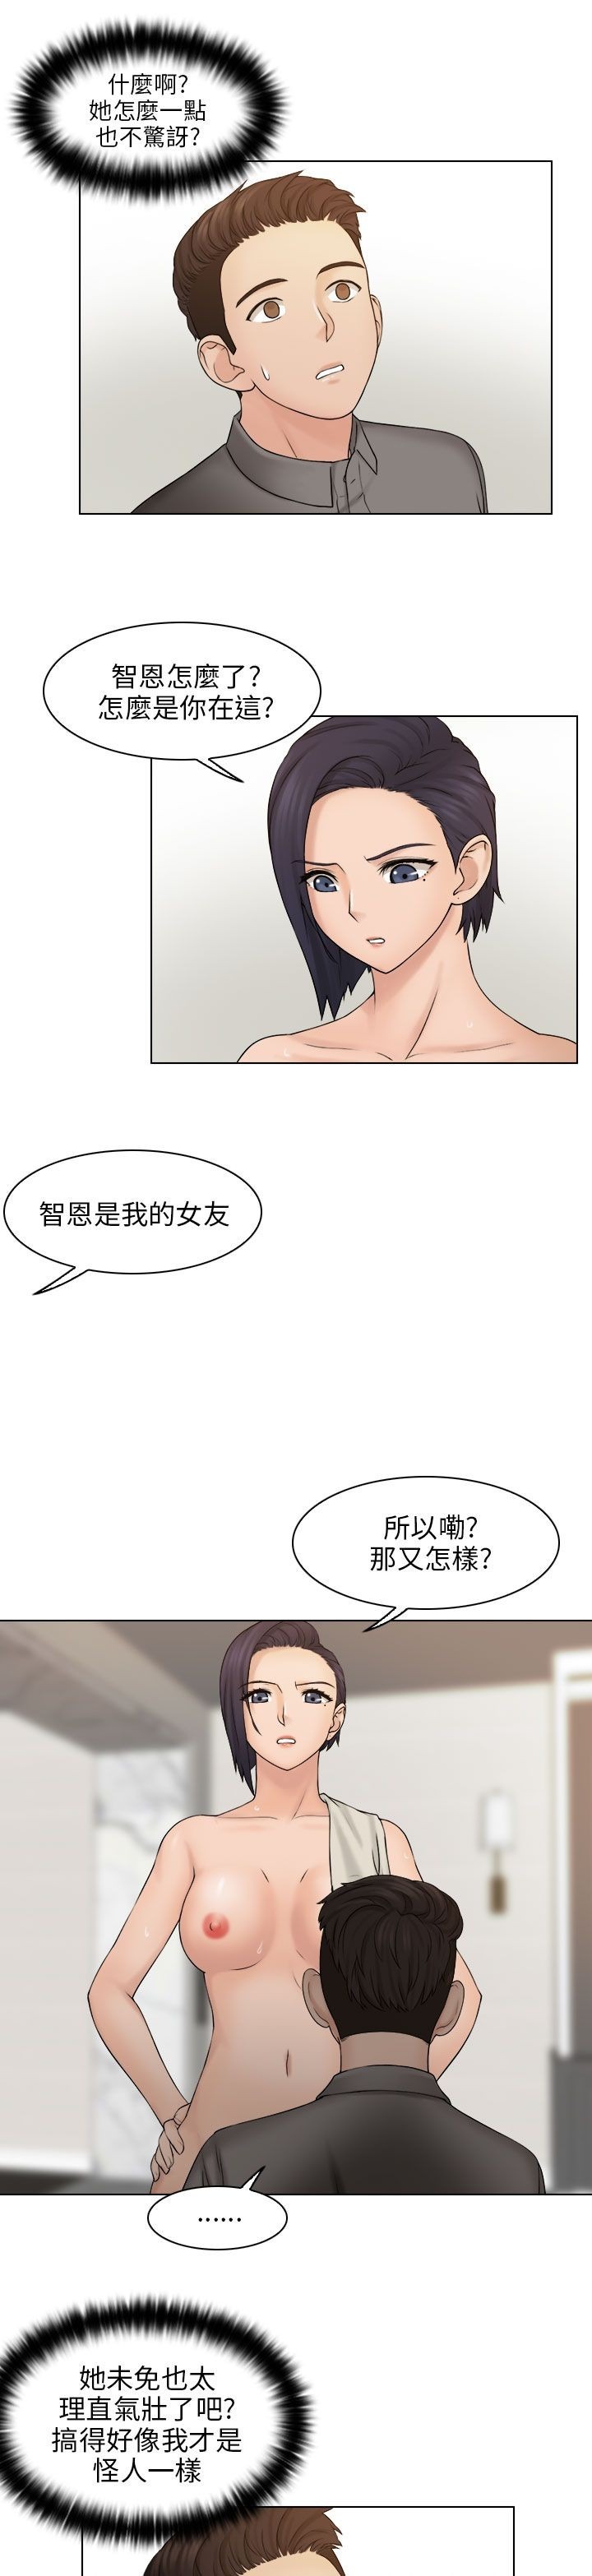 什麼啊?
她怎麼一點
也不驚訝?
智恩怎麼了?
怎麼是你在這?
智恩是我的女友
所以嘞?
那又怎樣?
……
她未免也太
理直氣壯了吧?
搞得好像我才是
怪人一樣